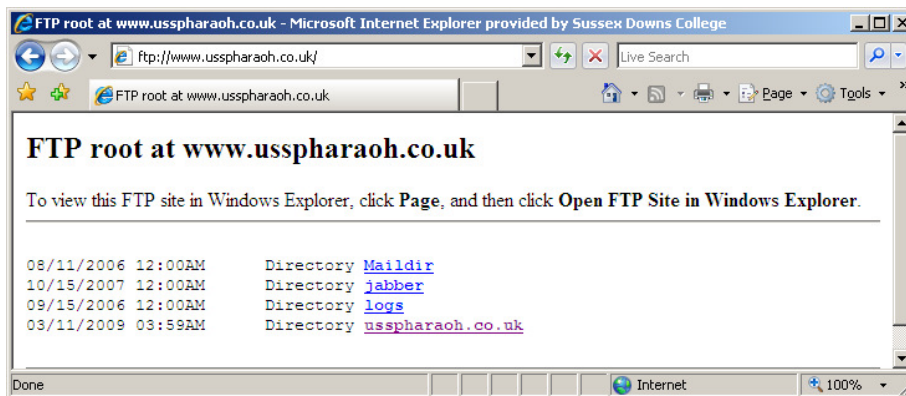 FTP root at www.usspharaoh.co.uk - Microsoft Internet Explorer provided by Sussex Downs College
ftp://www.usspharaoh.co.uk/ Live Search
FTP root at www.usspharaoh.co.uk Page Tools
FTP root at www.usspharaoh.co.uk
To view this FTP site in Windows Explorer, click Page, and then click Open FTP Site in Windows Explorer.
08/11/2006 12:00AM Directory Maildir
10/15/2007 12:00AM Directory jabber
09/15/2006 12:00AM Directory logs
03/11/2009 03:59AM Directory usspharaoh.co.uk
Done Internet 100%